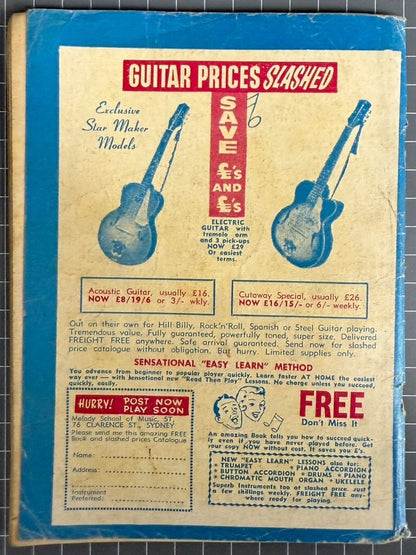 GUITAR PRICES SLASHED
Exclusive
Star Maker
Models
SAVE
£'s
AND
£'s
ELECTRIC
GUITAR with
tremelo arm
and 3 pick-ups
NOW £29
Or easiest
terms.
Acoustic Guitar, usually £16.
NOW £8/19/6 or 3/- wkly.
Cutaway Special, usually £26.
NOW £16/15/- or 6/- weekly.
Out on their own for Hill-Billy, Rock'n'Roll, Spanish or Steel Guitar playing.
Tremendous value. Fully guaranteed, powerfully toned, super size. Delivered
FREIGHT FREE anywhere. Safe arrival guaranteed. Send now for slashed
price catalogue without obligation. But hurry. Limited supplies only.
SENSATIONAL "EASY LEARN" METHOD
You advance from beginner to popular player quickly. Learn faster AT HOME the easiest
way ever — with sensational new "Read Then Play" Lessons. No charge unless you succeed,
quickly, easily.
HURRY! POST NOW
PLAY SOON
Melody School of Music, ST.
76 CLARENCE ST., SYDNEY
Please send me this amazing FREE
Book and slashed prices Catalogue
Name:
Address:
Instrument
Preferred:
FREE
Don't Miss It
An amazing Book tells you how to succeed quick-
ly even if you have never played before. Get
your copy NOW without cost. It saves you £'s.
NEW "EASY LEARN" LESSONS also for:
* TRUMPET * PIANO ACCORDION
* BUTTON ACCORDION * DRUMS * PIANO
* CHROMATIC MOUTH ORGAN * UKELELE
Superb Instruments too at slashed price. Just
a few shillings weekly. FREIGHT FREE any-
where ready for playing.